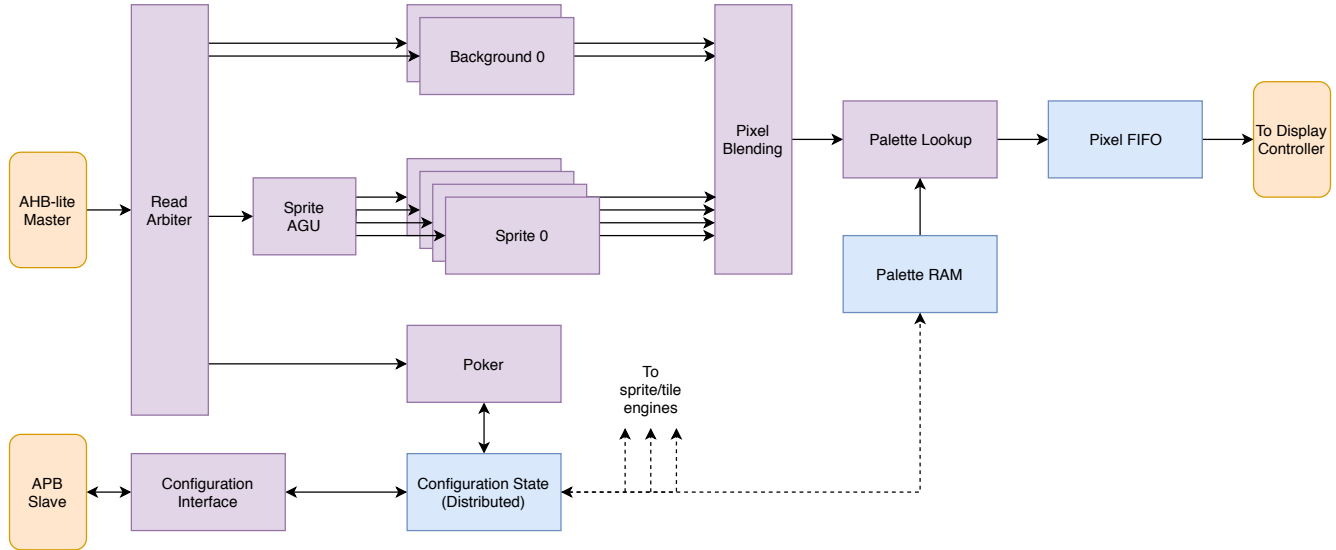 Background 0
AHB-lite
Master
Read
Arbiter
Sprite
AGU
Sprite 0
Pixel
Blending
Palette Lookup
Pixel FIFO
To Display
Controller
Palette RAM
Poker
To
sprite/tile
engines
APB
Slave
Configuration
Interface
Configuration State
(Distributed)